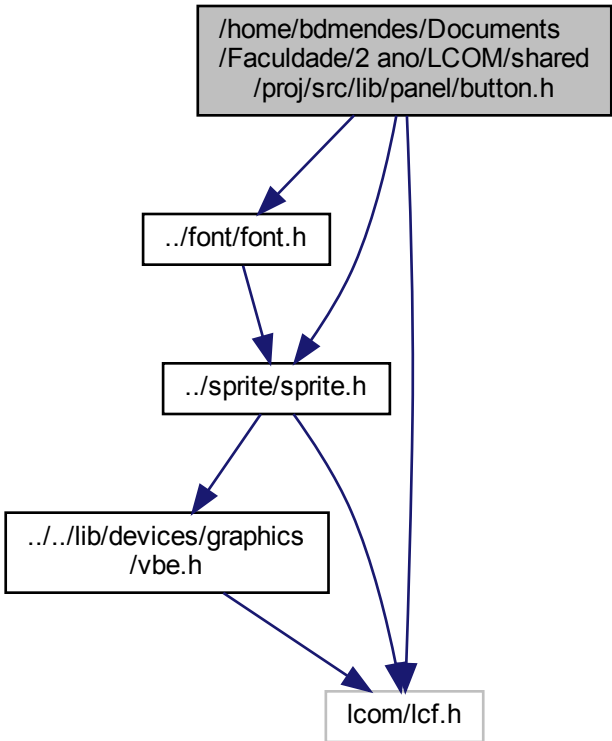 /home/bdmendes/Documents
/Faculdade/2 ano/LCOM/shared
/proj/src/lib/panel/button.h
../font/font.h
../sprite/sprite.h
../../lib/devices/graphics
/vbe.h
lcom/lcf.h